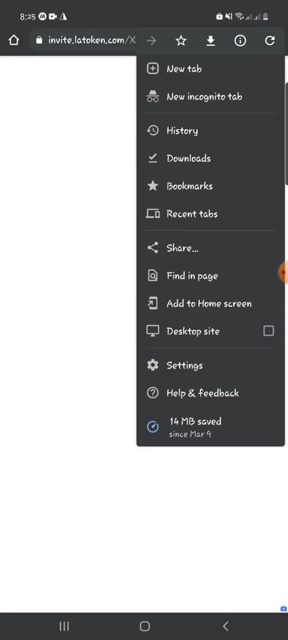 8:25
invite.latoken.com/X
New tab
New incognito tab
History
Downloads
Bookmarks
Recent tabs
Share...
Find in page
Add to Home screen
Desktop site
Settings
Help & feedback
14 MB saved
since Mar 9